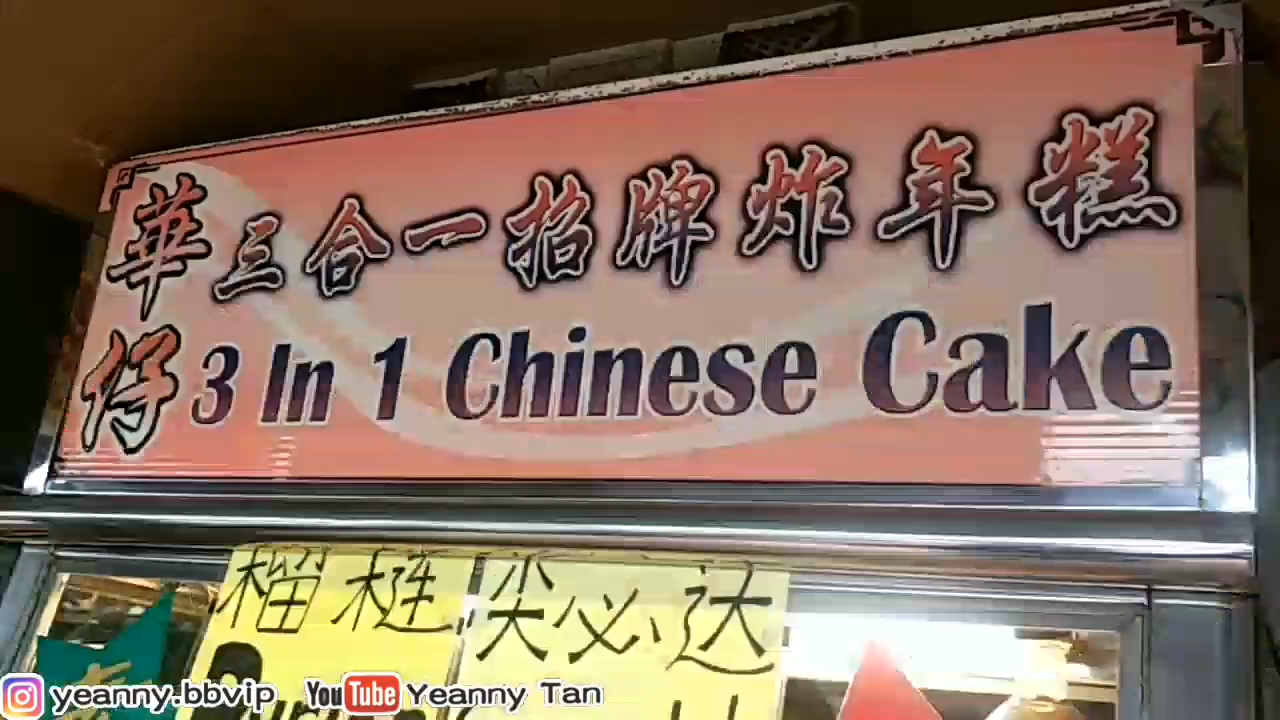 華仔
三合一招牌炸年糕
3 In 1 Chinese Cake
榴梿
尖必达
yeanny.bbvip
YouTube Yeanny Tan